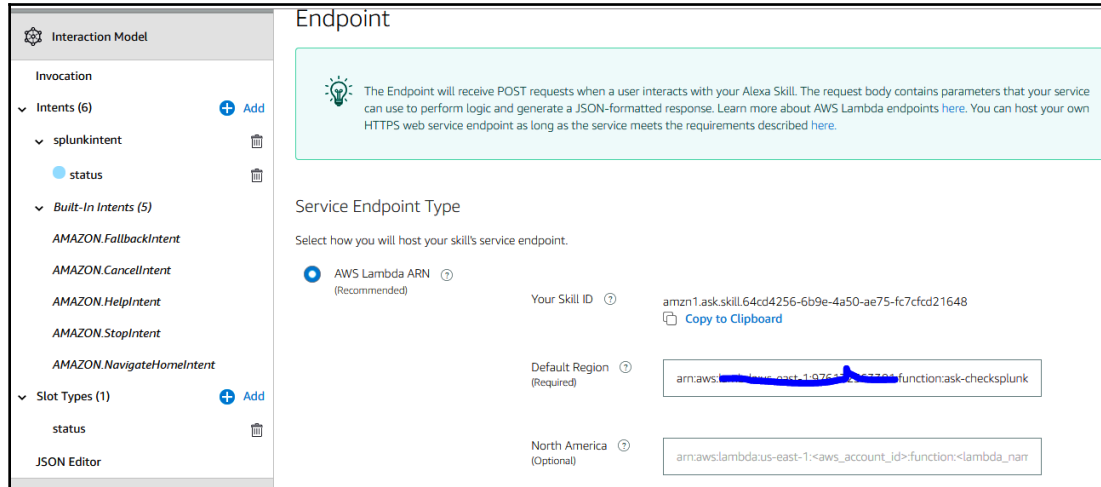 Interaction Model
Invocation
Intents (6)
Add
splunkintent
status
Built-In Intents (5)
AMAZON.FallbackIntent
AMAZON.CancelIntent
AMAZON.HelpIntent
AMAZON.StopIntent
AMAZON.NavigateHomeIntent
Slot Types (1)
Add
status
JSON Editor
Endpoint
The Endpoint will receive POST requests when a user interacts with your Alexa Skill. The request body contains parameters that your service
can use to perform logic and generate a JSON-formatted response. Learn more about AWS Lambda endpoints here. You can host your own
HTTPS web service endpoint as long as the service meets the requirements described here.
Service Endpoint Type
Select how you will host your skill's service endpoint.
AWS Lambda ARN
(Recommended)
Your Skill ID
amzn1.ask.skill.64cd4256-6b9e-4a50-ae75-fc7cfcd21648
Copy to Clipboard
Default Region
(Required)
arn:aws: function:ask-checksplunk
North America
(Optional)
arn:aws:lambda:us-east-1:<aws_account_id>:function:<lambda_nam